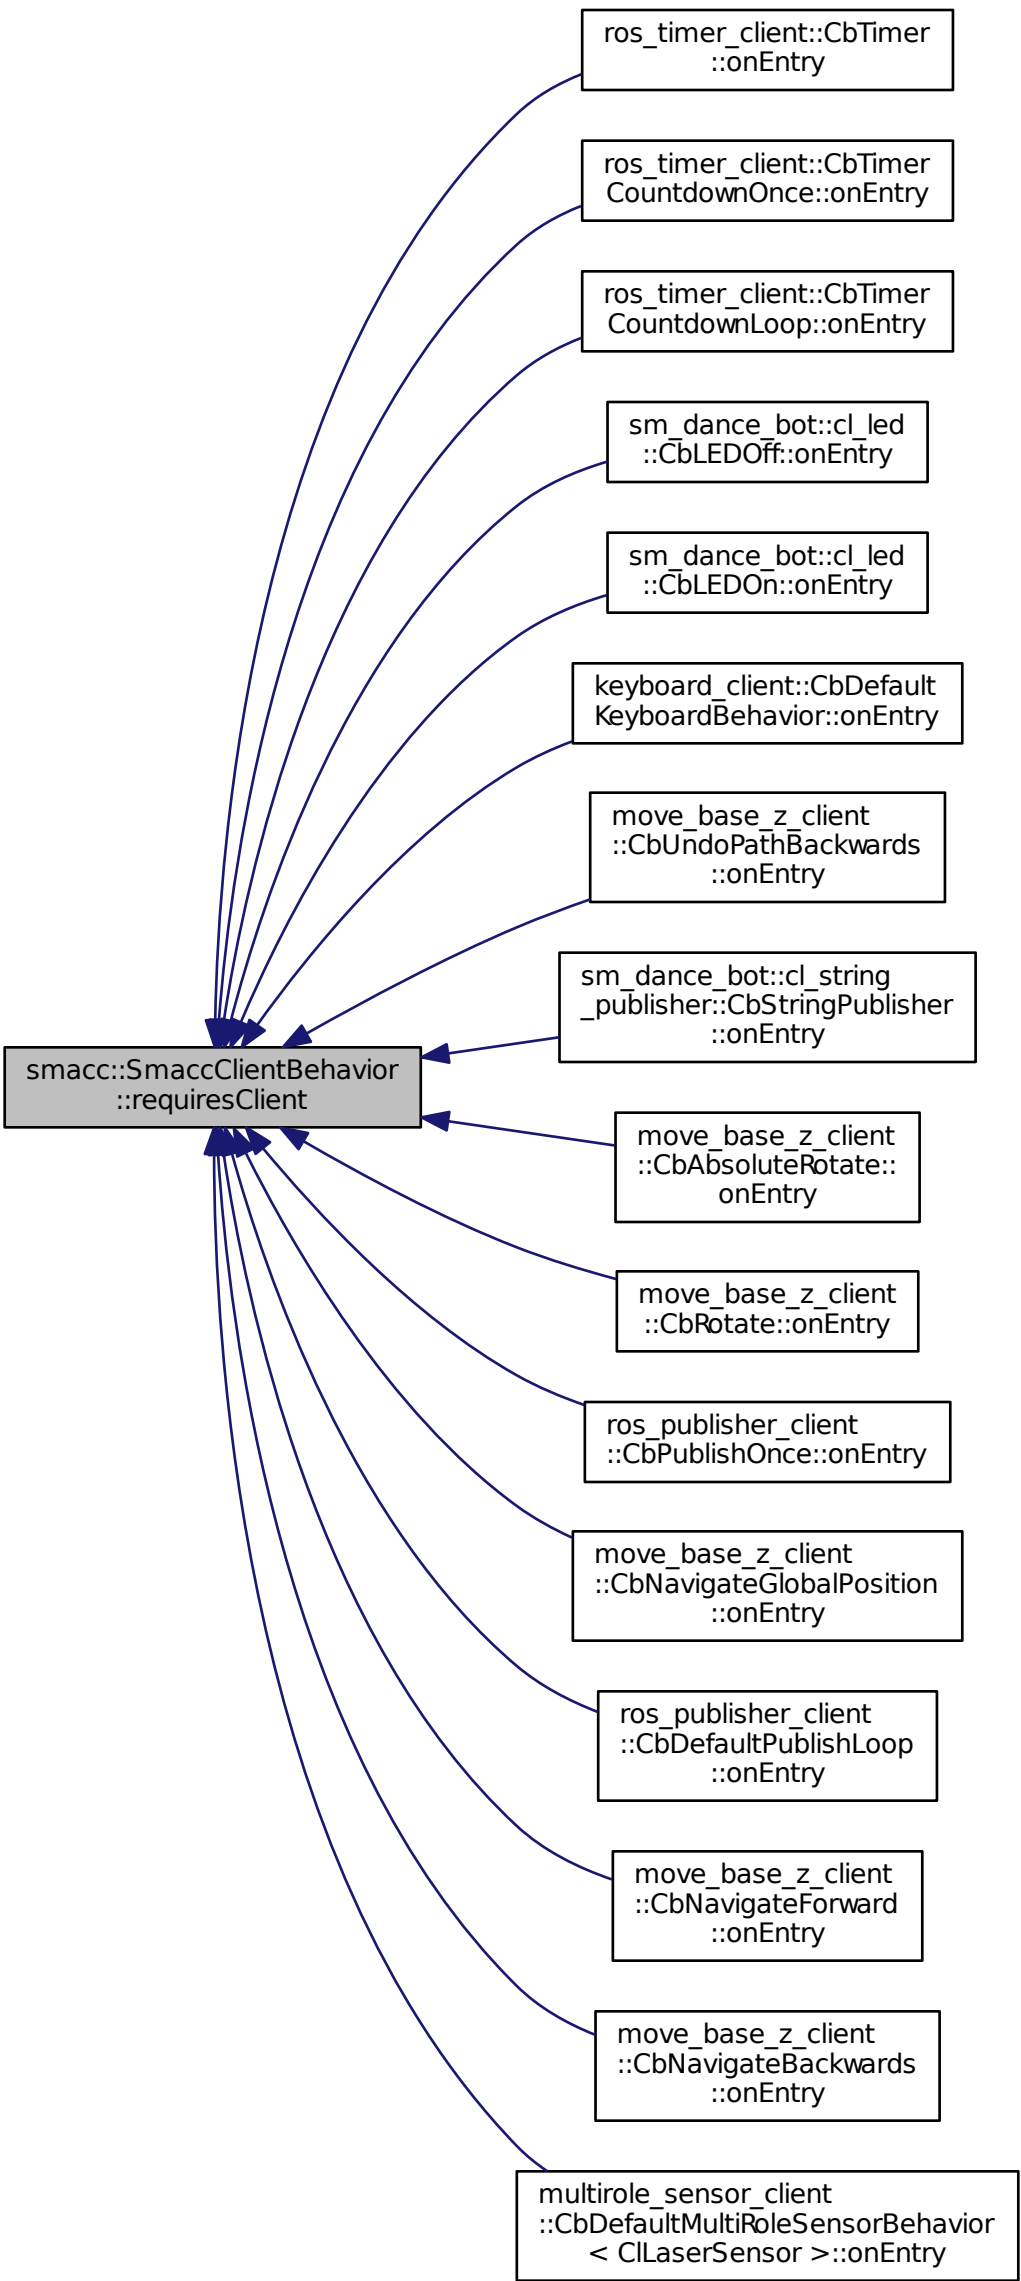 ros_timer_client::CbTimer
::onEntry
ros_timer_client::CbTimer
CountdownOnce::onEntry
ros_timer_client::CbTimer
CountdownLoop::onEntry
sm_dance_bot::cl_led
::CbLEDOff::onEntry
sm_dance_bot::cl_led
::CbLEDOn::onEntry
keyboard_client::CbDefault
KeyboardBehavior::onEntry
move_base_z_client
::CbUndoPathBackwards
::onEntry
sm_dance_bot::cl_string
_publisher::CbStringPublisher
::onEntry
smacc::SmaccClientBehavior
::requiresClient
move_base_z_client
::CbAbsoluteRotate::
onEntry
move_base_z_client
::CbRotate::onEntry
ros_publisher_client
::CbPublishOnce::onEntry
move_base_z_client
::CbNavigateGlobalPosition
::onEntry
ros_publisher_client
::CbDefaultPublishLoop
::onEntry
move_base_z_client
::CbNavigateForward
::onEntry
move_base_z_client
::CbNavigateBackwards
::onEntry
multirole_sensor_client
::CbDefaultMultiRoleSensorBehavior
< ClLaserSensor >::onEntry